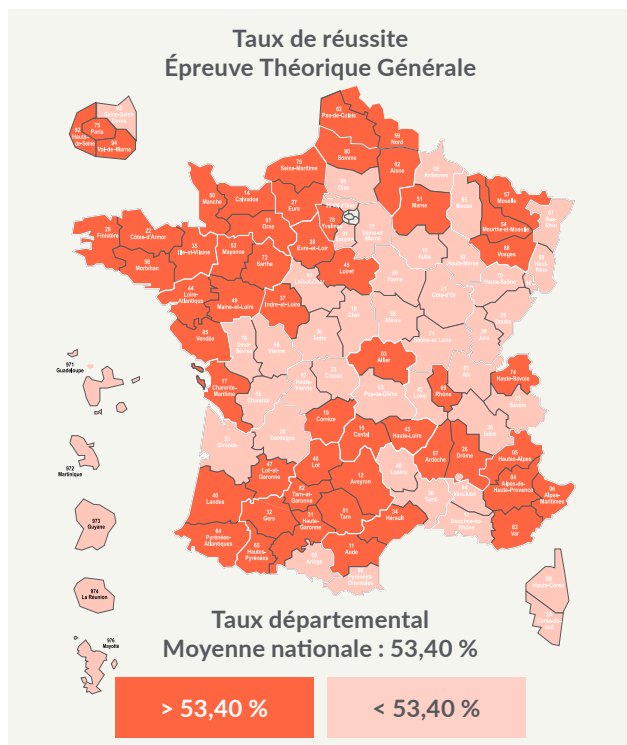 Taux de réussite
Épreuve Théorique Générale
62
Pas-de-Calais
59
Nord
80
Somme
02
Aisne
76
Seine-Maritime
60
Oise
08
Ardennes
51
Marne
55
Meuse
57
Moselle
54
Meurthe-et-Moselle
67
Bas-
Rhin
88
Vosges
68
Haut-
Rhin
75
Paris
92
Hauts-
de-Seine
94
Val-de-Marne
50
Manche
14
Calvados
27
Eure
61
Orne
78
Yvelines
91
Essonne
77
Seine-et-
-Marne
28
Eure-et-Loir
29
Finistère
22
Côtes-d'Armor
56
Morbihan
35
Ille-et-Vilaine
53
Mayenne
72
Sarthe
45
Loiret
10
Aube
52
Haute-Marne
89
Yonne
70
Haute-Saône
44
Loire-
Atlantique
49
Maine-et-Loire
37
Indre-et-Loire
41
Loir-et-Cher
18
Cher
58
Nièvre
21
Côte-d'Or
25
Doubs
39
Jura
85
Vendée
79
Deux-
Sèvres
86
Vienne
36
Indre
03
Allier
71
Saône-et-Loire
17
Charente-
Maritime
16
Charente
87
Haute-
Vienne
23
Creuse
63
Puy-de-Dôme
42
Loire
69
Rhône
01
Ain
74
Haute-Savoie
73
Savoie
33
Gironde
24
Dordogne
19
Corrèze
15
Cantal
43
Haute-Loire
07
Ardèche
26
Drôme
38
Isère
05
Hautes-Alpes
47
Lot-et-
Garonne
46
Lot
12
Aveyron
48
Lozère
30
Gard
84
Vaucluse
04
Alpes-de-
Haute-Provence
06
Alpes-
Maritimes
40
Landes
32
Gers
82
Tarn-et-
Garonne
81
Tarn
34
Hérault
Bouches-du-
Rhône
83
Var
64
Pyrénées-
Atlantiques
65
Hautes-
Pyrénées
31
Haute-
Garonne
09
Ariège
11
Aude
66
Pyrénées-
Orientales
971
Guadeloupe
972
Martinique
973
Guyane
974
La Réunion
976
Mayotte
2B
Haute-Corse
2A
Corse-du-
sud
Taux départemental
Moyenne nationale : 53,40 %
> 53,40 %
< 53,40 %